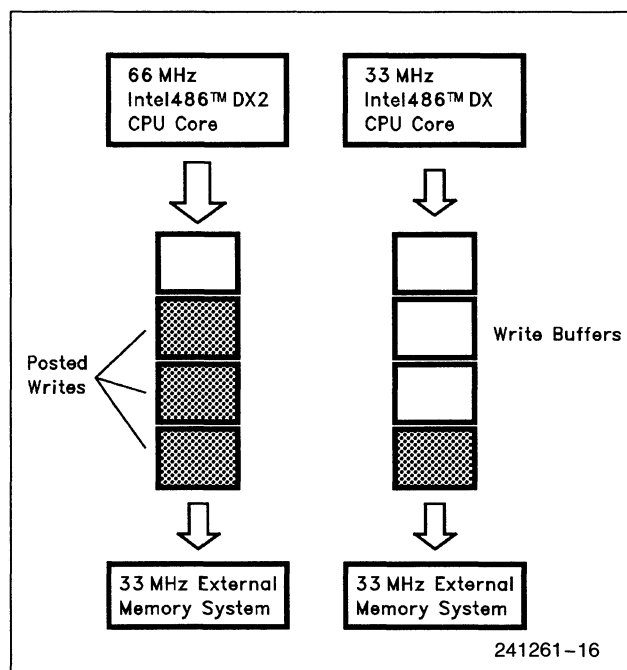 66 MHz
Intel486™ DX2
CPU Core
33 MHz
Intel486™ DX
CPU Core
Posted
Writes
Write Buffers
33 MHz External
Memory System
33 MHz External
Memory System
241261-16